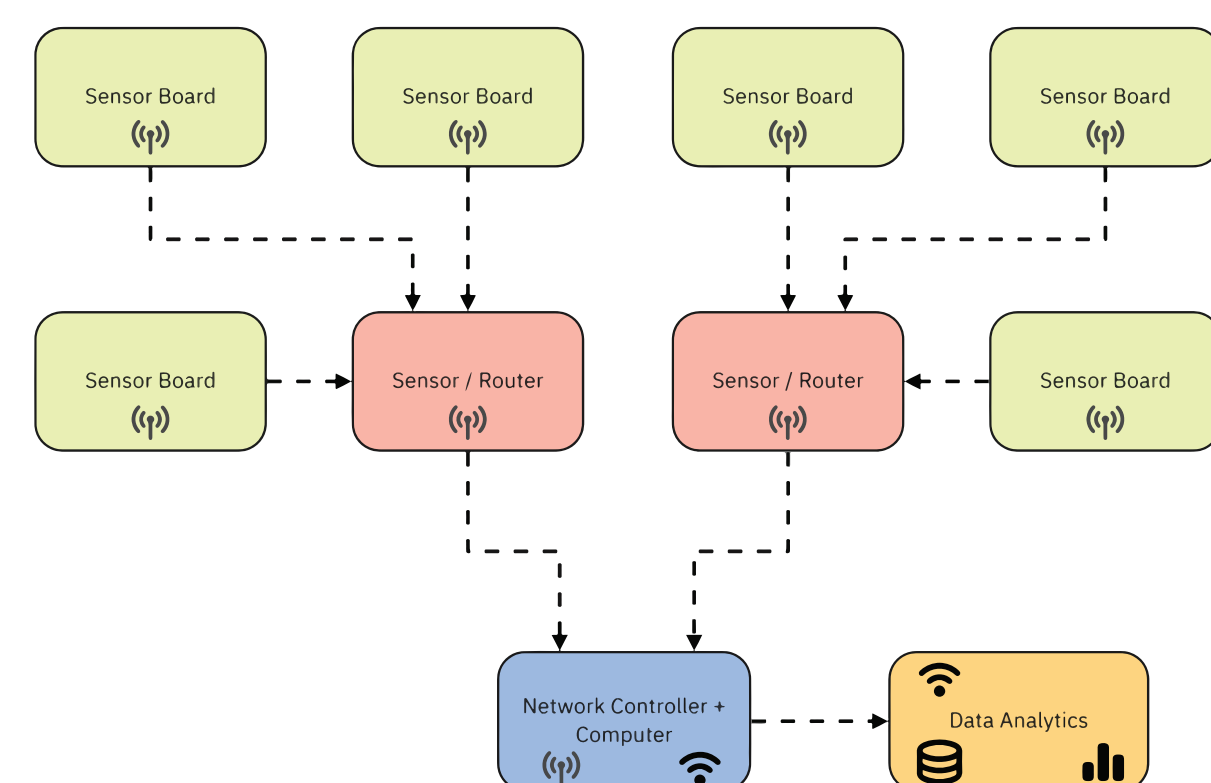 Sensor Board
Sensor Board
Sensor Board
Sensor Board
Sensor Board
Sensor / Router
Sensor / Router
Sensor Board
Network Controller +
Computer
Data Analytics